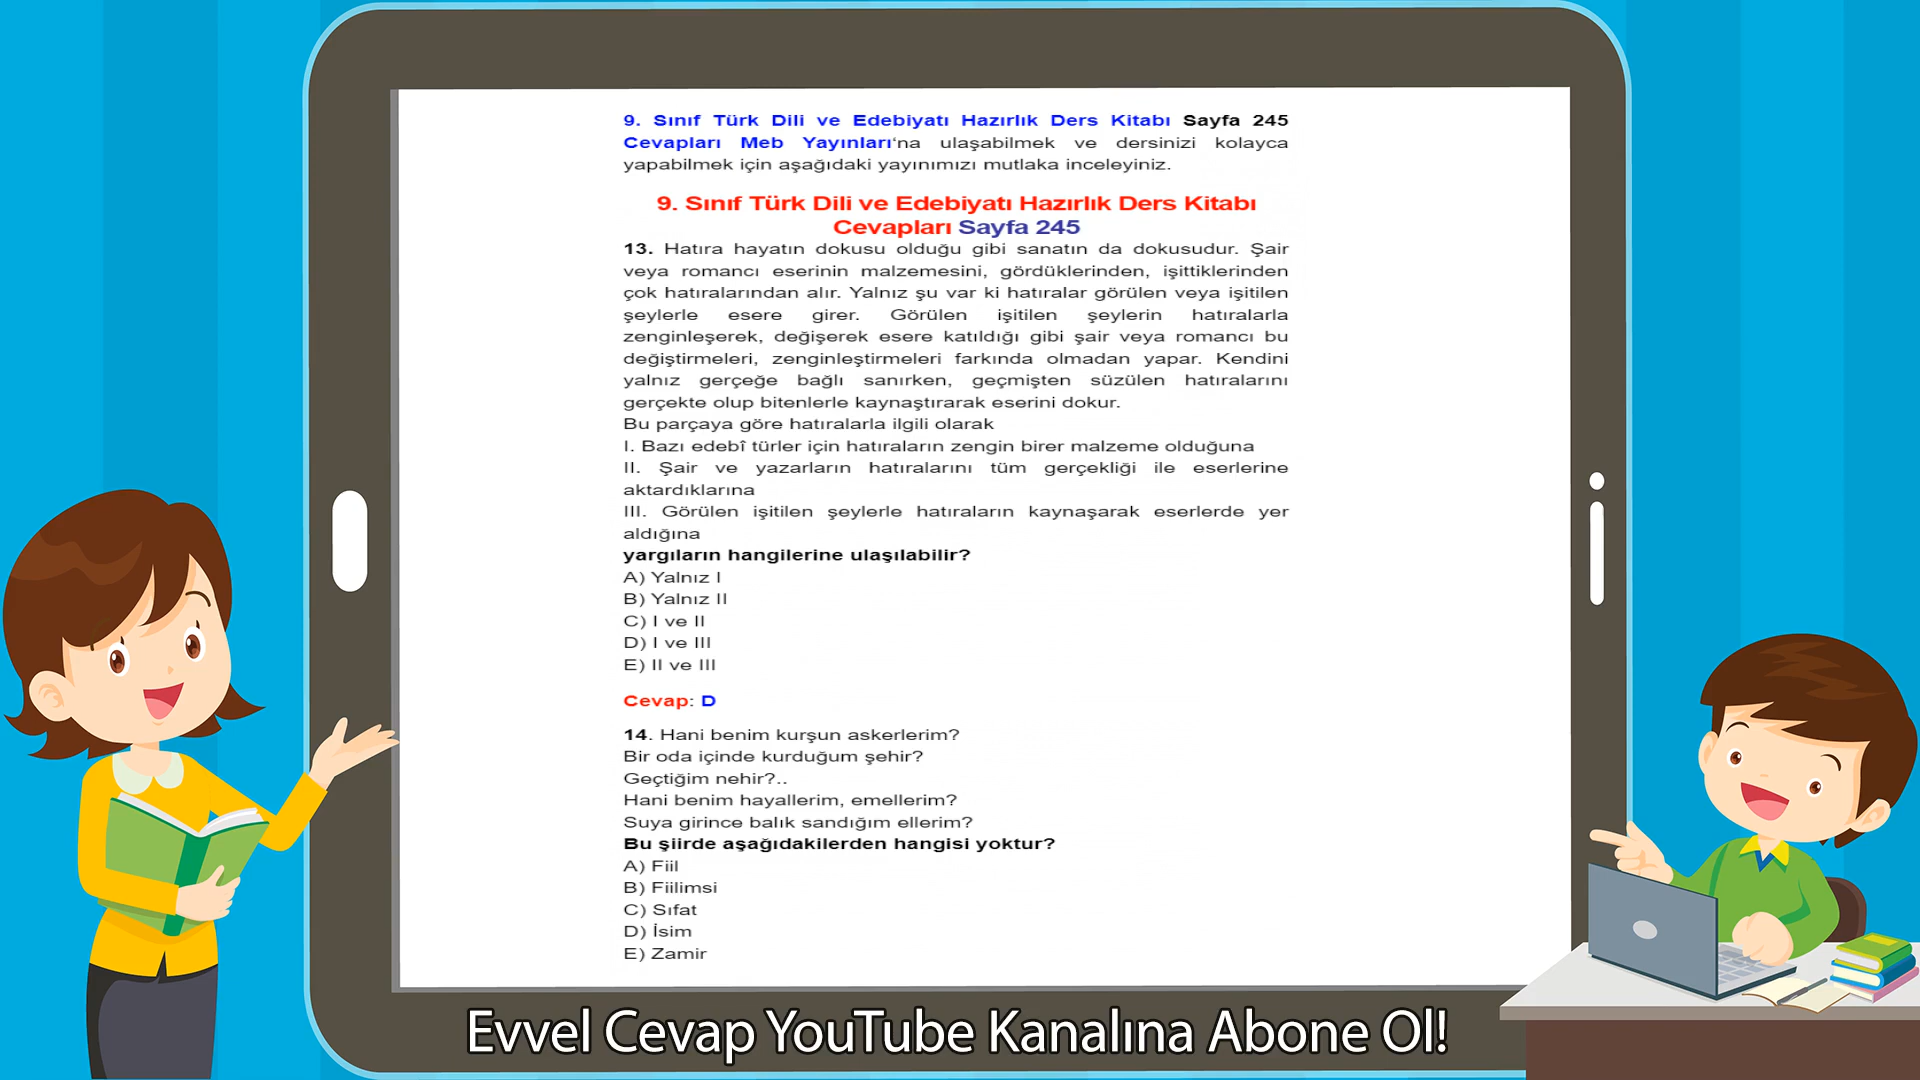 9. Sınıf Türk Dili ve Edebiyatı Hazırlık Ders Kitabı Sayfa 245
Cevapları Meb Yayınları‘na ulaşabilmek ve dersinizi kolayca
yapabilmek için aşağıdaki yayınımızı mutlaka inceleyiniz.
9. Sınıf Türk Dili ve Edebiyatı Hazırlık Ders Kitabı
Cevapları Sayfa 245
13. Hatıra hayatın dokusu olduğu gibi sanatın da dokusudur. Şair
veya romancı eserinin malzemesini, gördüklerinden, işittiklerinden
çok hatıralarından alır. Yalnız şu var ki hatıralar görülen veya işitilen
şeylerle esere girer. Görülen işitilen şeylerin hatıralarla
zenginleşerek, değişerek esere katıldığı gibi şair veya romancı bu
değiştirmeleri, zenginleştirmeleri farkında olmadan yapar. Kendini
yalnız gerçeğe bağlı sanırken, geçmişten süzülen hatıralarını
gerçekte olup bitenlerle kaynaştırarak eserini dokur.
Bu parçaya göre hatıralarla ilgili olarak
I. Bazı edebî türler için hatıraların zengin birer malzeme olduğuna
II. Şair ve yazarların hatıralarını tüm gerçekliği ile eserlerine
aktardıklarına
III. Görülen işitilen şeylerle hatıraların kaynaşarak eserlerde yer
aldığına
yargıların hangilerine ulaşılabilir?
A) Yalnız I
B) Yalnız II
C) I ve II
D) I ve III
E) II ve III
Cevap: D
14. Hani benim kurşun askerlerim?
Bir oda içinde kurduğum şehir?
Geçtiğim nehir?..
Hani benim hayallerim, emellerim?
Suya girince balık sandığım ellerim?
Bu şiirde aşağıdakilerden hangisi yoktur?
A) Fiil
B) Fiilimsi
C) Sıfat
D) İsim
E) Zamir
Evvel Cevap YouTube Kanalına Abone Ol!